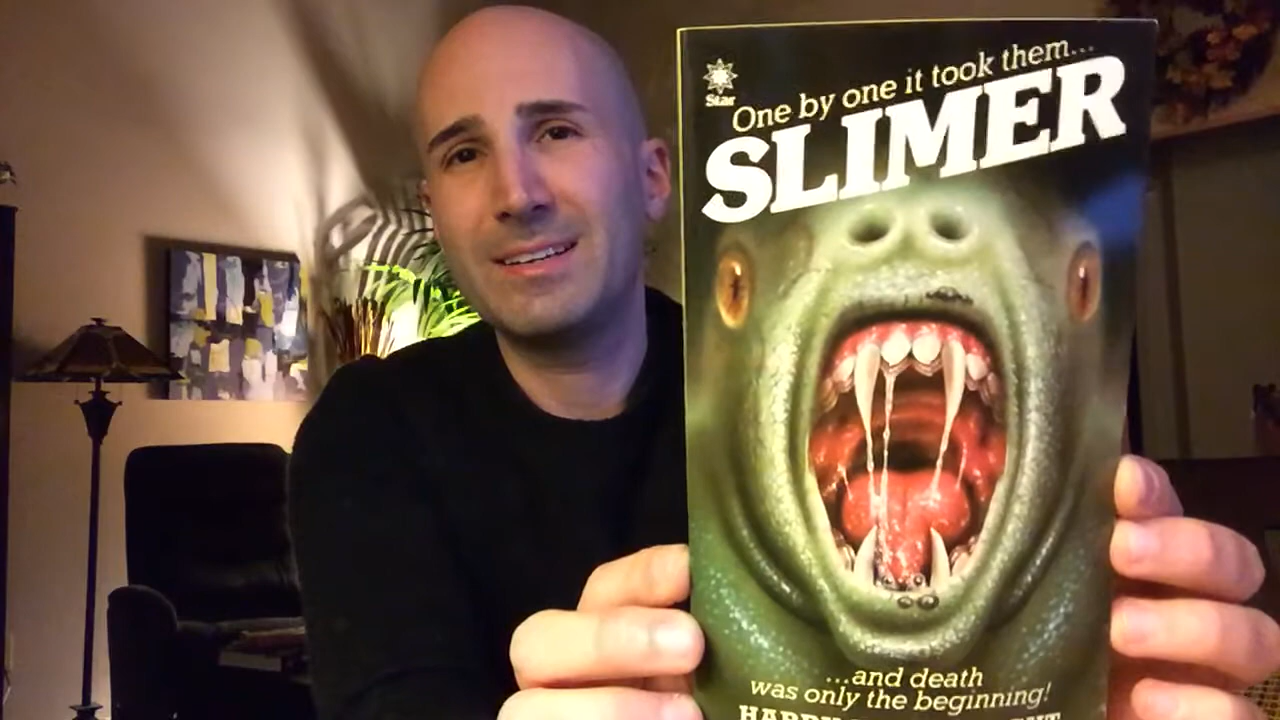 Star
One by one it took them...
SLIMER
...and death
was only the beginning!